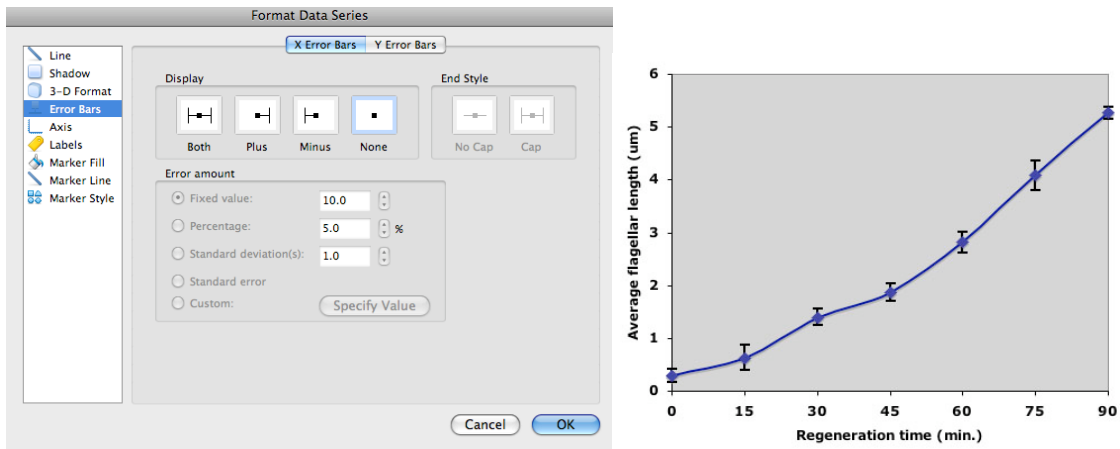 Format Data Series
X Error Bars Y Error Bars
Line
Shadow
3-D Format
Error Bars
Axis
Labels
Marker Fill
Marker Line
Marker Style
Display
Both Plus Minus None
End Style
No Cap Cap
Error amount
Fixed value: 10.0
Percentage: 5.0 %
Standard deviation(s): 1.0
Standard error
Custom: Specify Value
Cancel OK
Average flagellar length (um)
6
5
4
3
2
1
0
0 15 30 45 60 75 90
Regeneration time (min.)